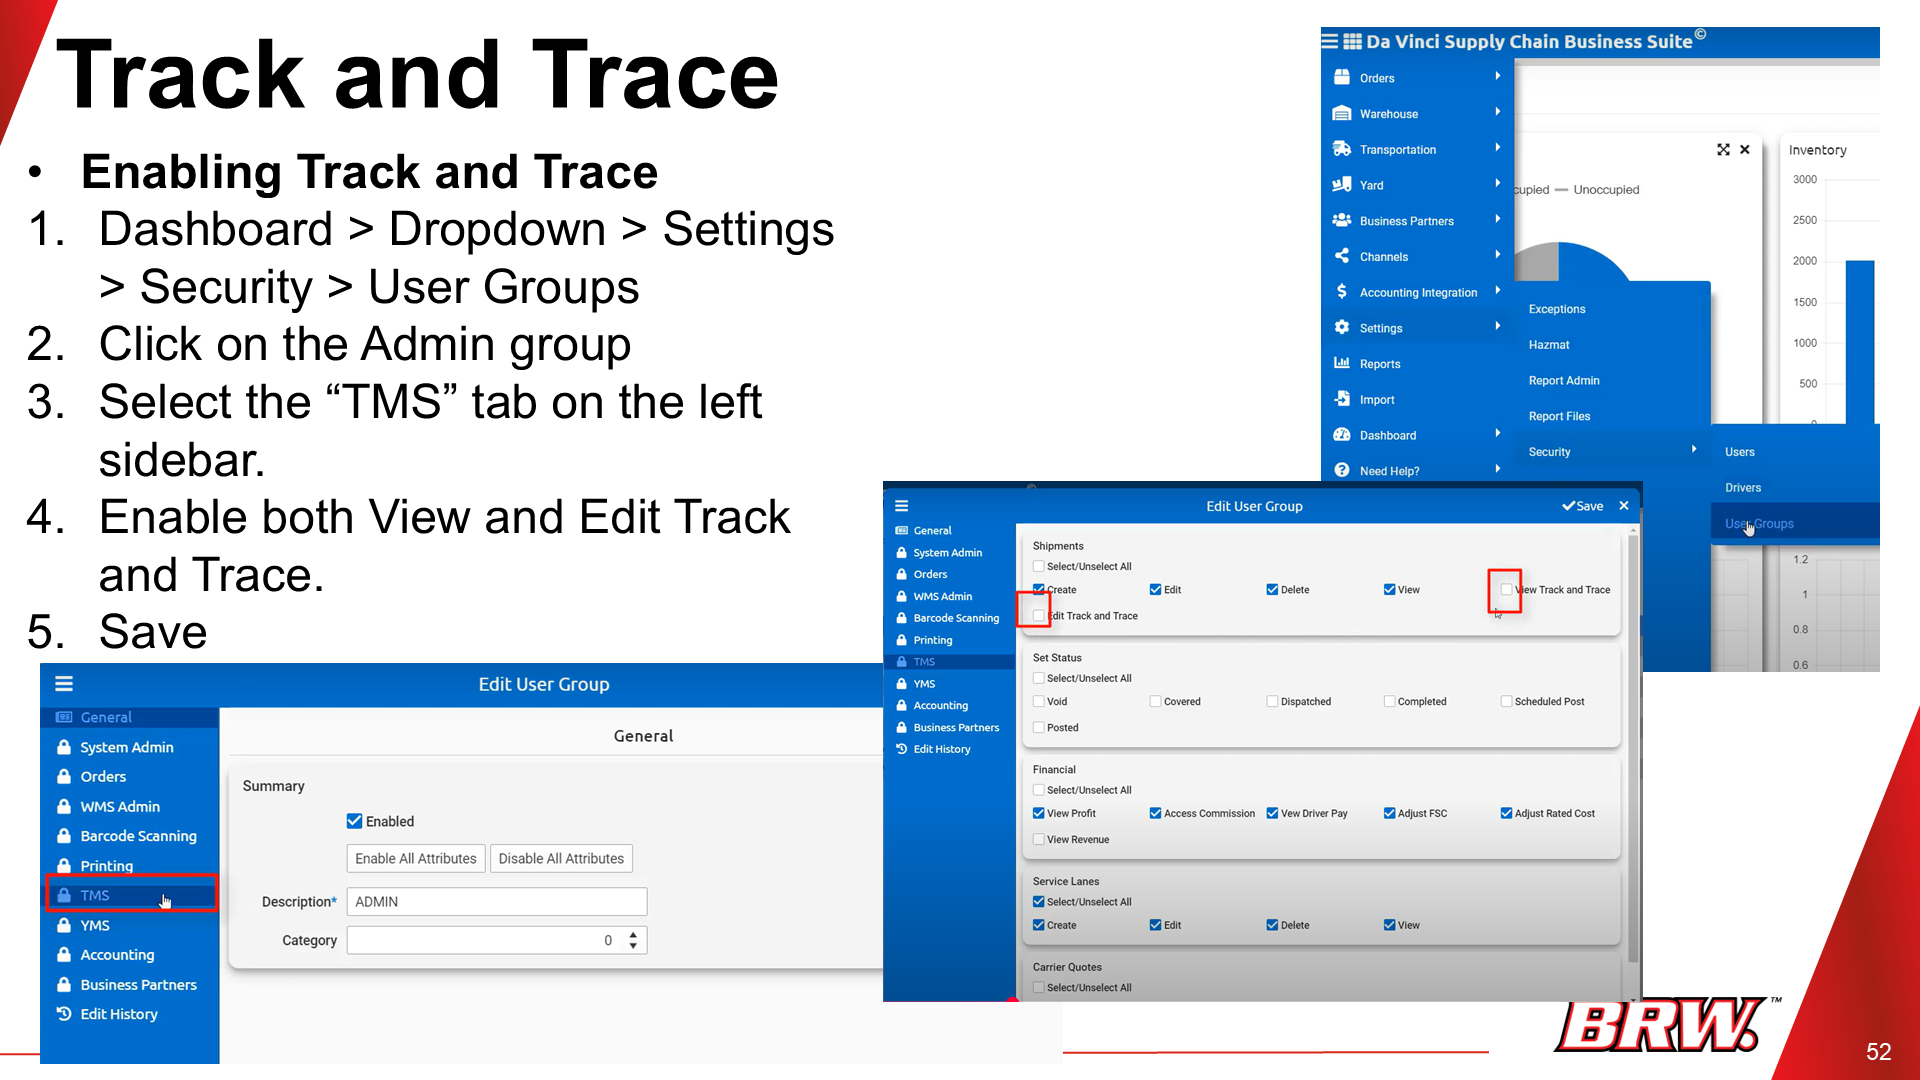 Track and Trace
• Enabling Track and Trace
1. Dashboard > Dropdown > Settings
> Security > User Groups
2. Click on the Admin group
3. Select the “TMS” tab on the left
sidebar.
4. Enable both View and Edit Track
and Trace.
5. Save
Da Vinci Supply Chain Business Suite©
Orders
Warehouse
Transportation
Yard
Business Partners
Channels
Accounting Integration
Settings
Reports
Import
Dashboard
Need Help?
Exceptions
Hazmat
Report Admin
Report Files
Security
Users
Drivers
User Groups
cupied Unoccupied
Inventory
3000
2500
2000
1500
1000
500
0
1.2
1
0.8
0.6
Edit User Group
Save
General
System Admin
Orders
WMS Admin
Barcode Scanning
Printing
TMS
YMS
Accounting
Business Partners
Edit History
Shipments
Select/Unselect All
Create Edit Delete View View Track and Trace
Edit Track and Trace
Set Status
Select/Unselect All
Void Covered Dispatched Completed Scheduled Post
Posted
Financial
Select/Unselect All
View Profit Access Commission Vew Driver Pay Adjust FSC Adjust Rated Cost
View Revenue
Service Lanes
Select/Unselect All
Create Edit Delete View
Carrier Quotes
Select/Unselect All
Edit User Group
General
System Admin
Orders
WMS Admin
Barcode Scanning
Printing
TMS
YMS
Accounting
Business Partners
Edit History
General
Summary
Enabled
Enable All Attributes Disable All Attributes
Description* ADMIN
Category 0
BRW.™
52